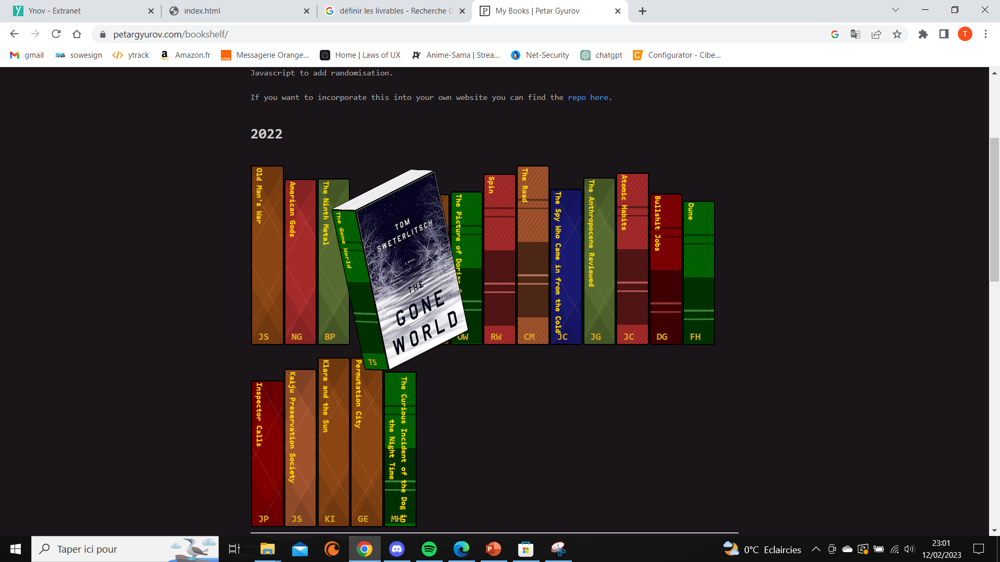 Ynov - Extranet
index.html
définir les livrables - Recherche G
My Books | Petar Gyurov
petargyurov.com/bookshelf/
T
gmail
sowesign
ytrack
Amazon.fr
Messagerie Orange...
Home | Laws of UX
Anime-Sama | Strea...
Net-Security
chatgpt
Configurator - Cibe...
Javascript to add randomisation.
If you want to incorporate this into your own website you can find the repo here.
2022
Old Man's War
JS
American Gods
NG
The Ninth Metal
BP
The Gone World
TS
TOM
SWETERLITSCH
A NOVEL
THE
GONE
WORLD
The Picture of Dorian
OW
Spin
RW
The Road
CM
The Spy Who Came in from the Cold
JC
The Anthropocene Reviewed
JG
Atomic Habits
JC
Bullshit Jobs
DG
Dune
FH
Inspector Calls
JP
Kaiju Preservation Society
JS
Klara and the Sun
KI
Permutation City
GE
The Curious Incident of the Dog in
the Night Time
MH
Taper ici pour
0°C Eclaircies
23:01
12/02/2023